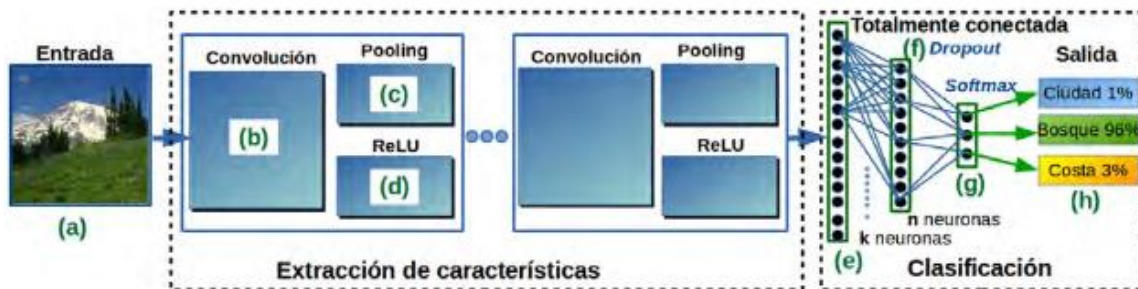 Entrada
(a)
Convolución
(b)
Pooling
(c)
ReLU
(d)
Convolución
Pooling
ReLU
Extracción de características
Totalmente conectada
(f)
Dropout
Softmax
Salida
Ciudad 1%
Bosque 96%
Costa 3%
(g)
(h)
n neuronas
k neuronas
(e)
Clasificación